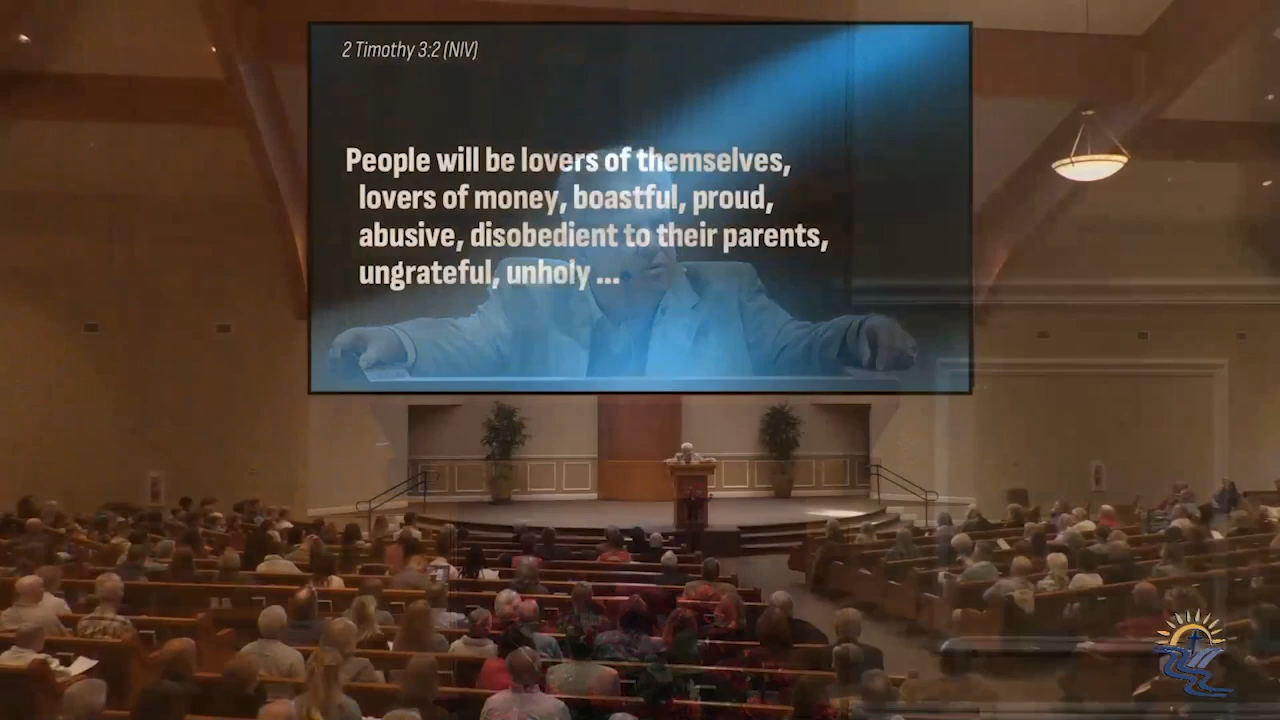 2 Timothy 3:2 (NIV)
People will be lovers of themselves,
lovers of money, boastful, proud,
abusive, disobedient to their parents,
ungrateful, unholy ...